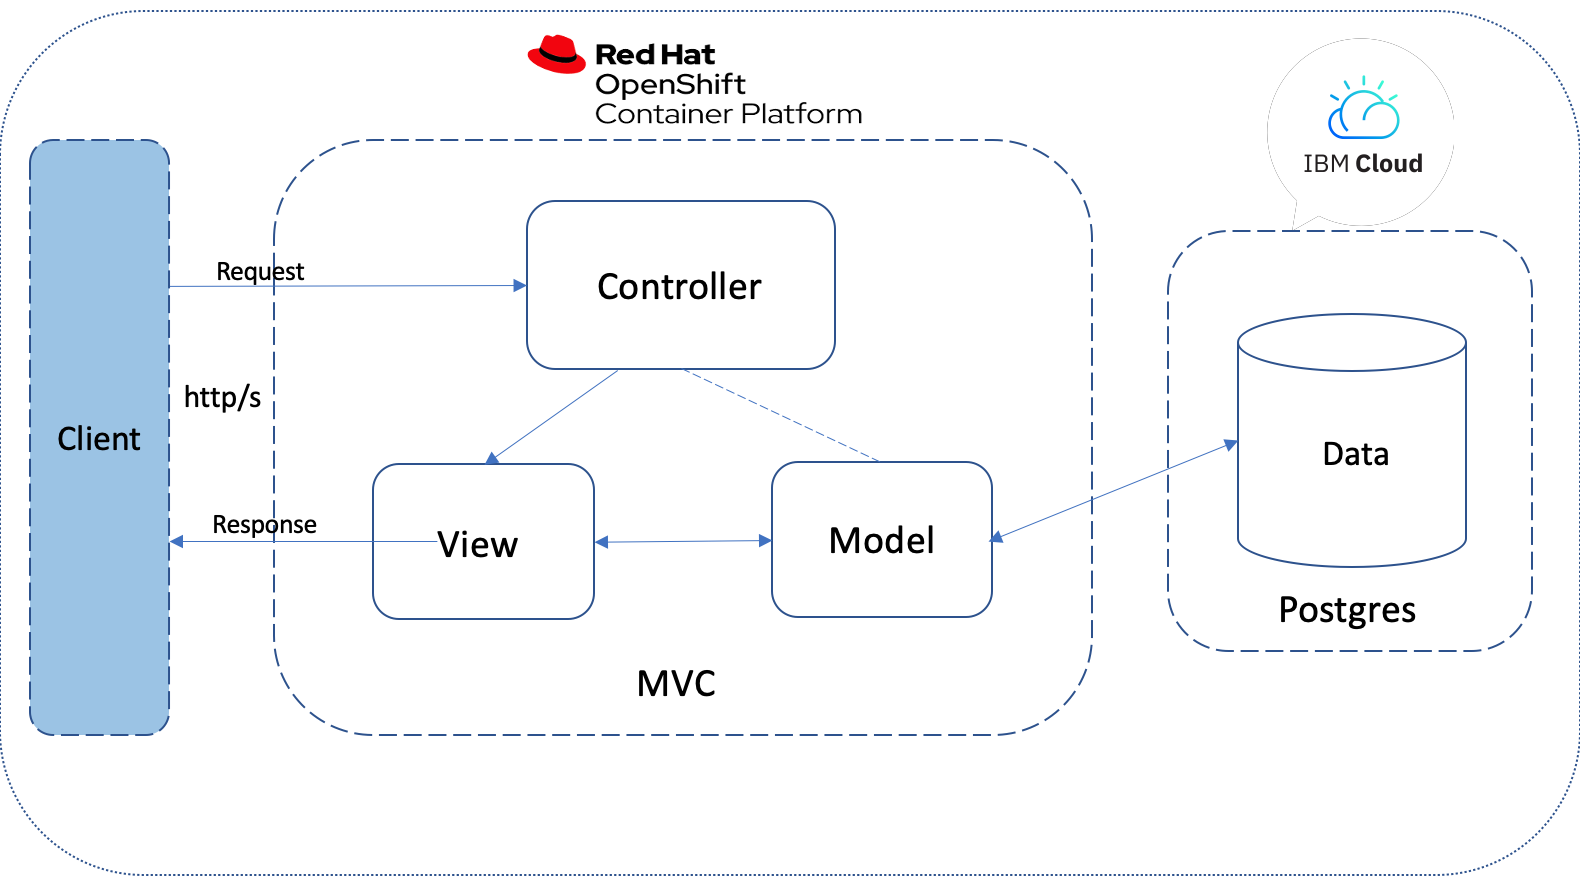 Red Hat
OpenShift
Container Platform
IBM Cloud
Request
Controller
http/s
Client
Data
Response
View
Model
Postgres
MVC